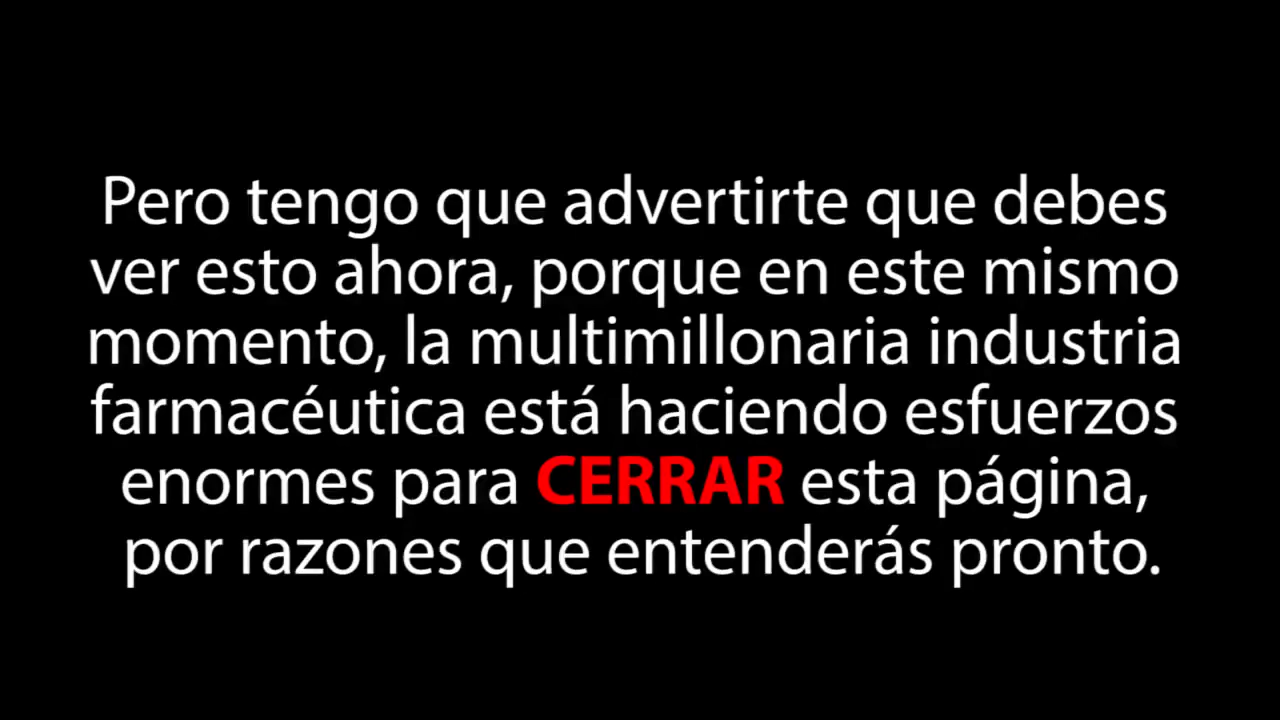 Pero tengo que advertirte que debes
ver esto ahora, porque en este mismo
momento, la multimillonaria industria
farmacéutica está haciendo esfuerzos
enormes para CERRAR esta página,
por razones que entenderás pronto.